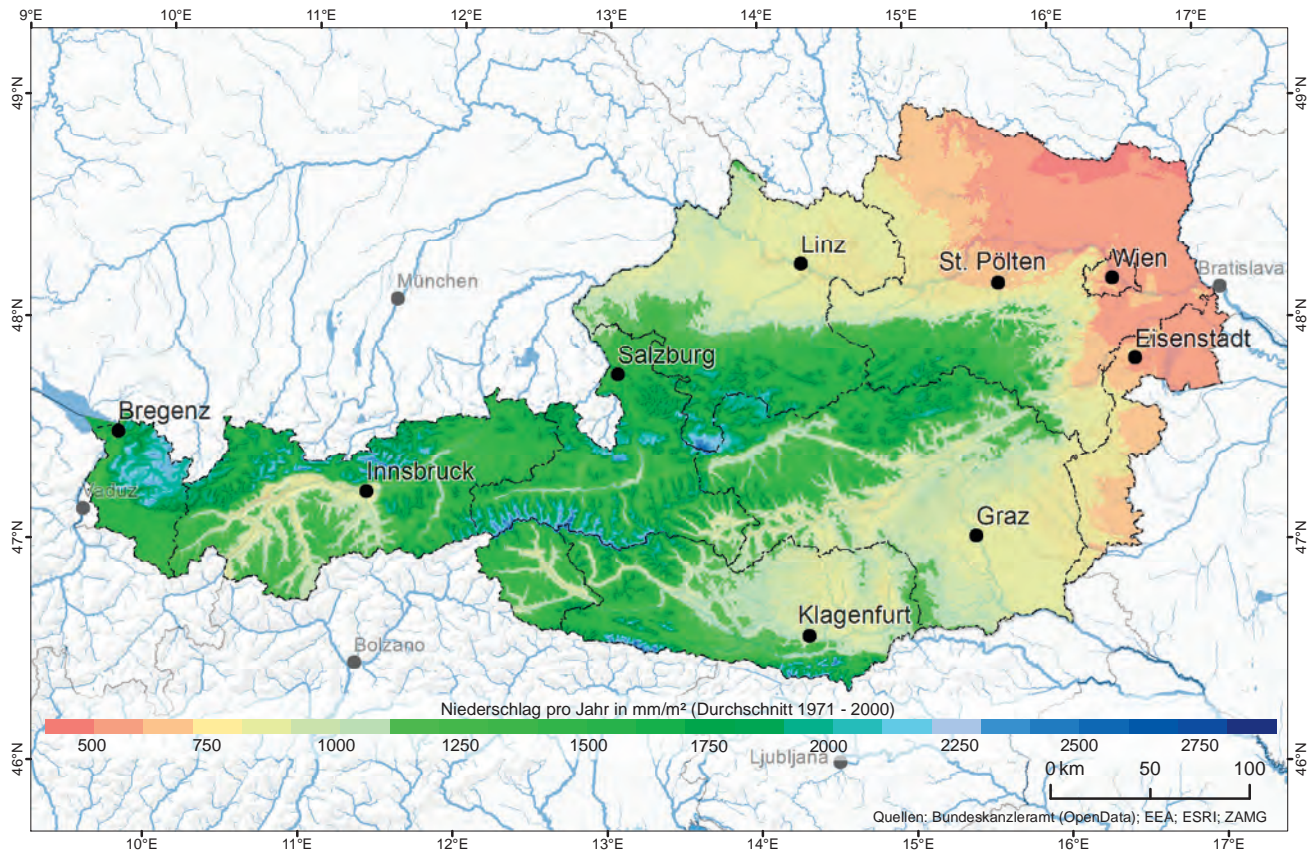 9°E 10°E 11°E 12°E 13°E 14°E 15°E 16°E 17°E
49°N 49°N
Linz
St. Pölten Wien
Bratislava
München
48°N 48°N
Eisenstadt
Salzburg
Bregenz
Innsbruck
Vaduz
47°N 47°N
Graz
Klagenfurt
Bolzano
Niederschlag pro Jahr in mm/m² (Durchschnitt 1971 - 2000)
500 750 1000 1250 1500 1750 2000 2250 2500 2750
46°N Ljubljana 46°N
0 km 50 100
Quellen: Bundeskanzleramt (OpenData); EEA; ESRI; ZAMG
10°E 11°E 12°E 13°E 14°E 15°E 16°E 17°E